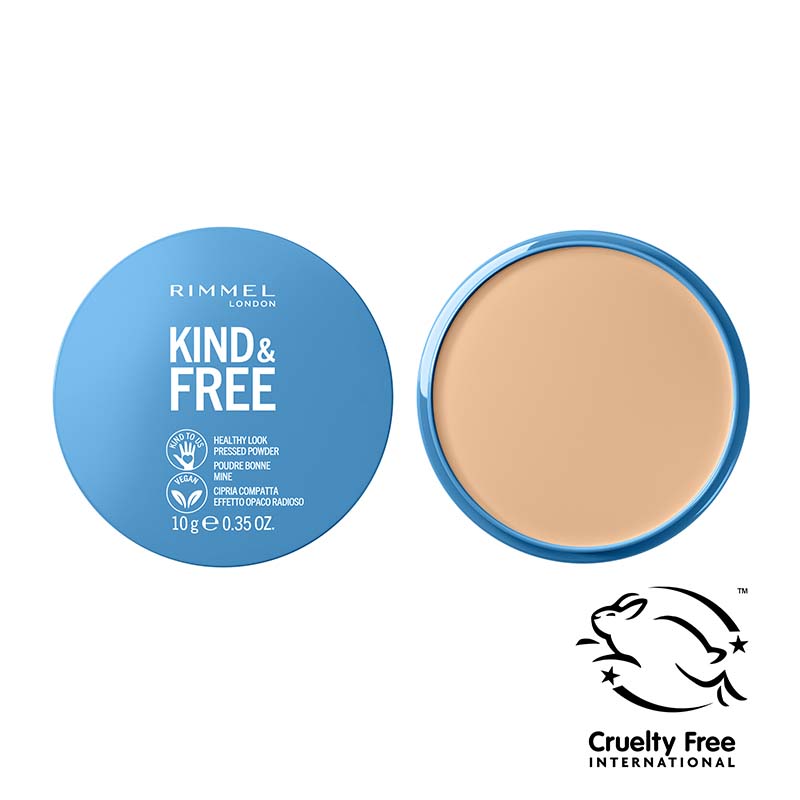 RIMMEL
LONDON
KIND &
FREE
KIND TO US
HEALTHY LOOK
PRESSED POWDER
POUDRE BONNE
MINE
VEGAN
CIPRIA COMPATTA
EFFETTO OPACO RADIOSO
10 g e 0.35 OZ.
TM
Cruelty Free
INTERNATIONAL